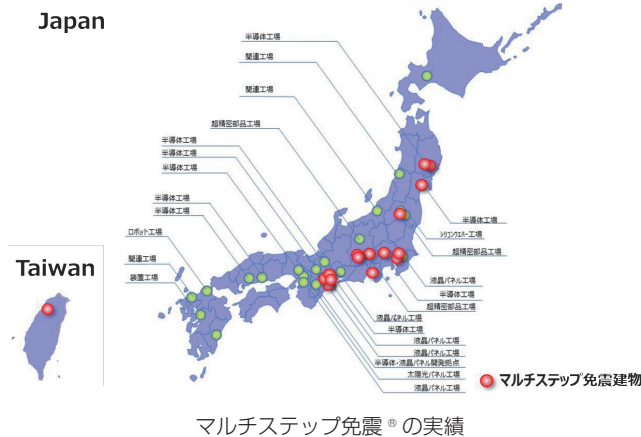 Japan
半導体工場
関連工場
関連工場
超精密部品工場
半導体工場
半導体工場
半導体工場
半導体工場
半導体工場
ロボット工場
関連工場
装置工場
Taiwan
半導体工場
シリコンウェハー工場
超精密部品工場
液晶パネル工場
半導体工場
超精密部品工場
液晶パネル工場
半導体工場
液晶パネル工場
液晶パネル工場
半導体・液晶パネル開発拠点
太陽光パネル工場
液晶パネル工場
マルチステップ免震建物
マルチステップ免震®の実績